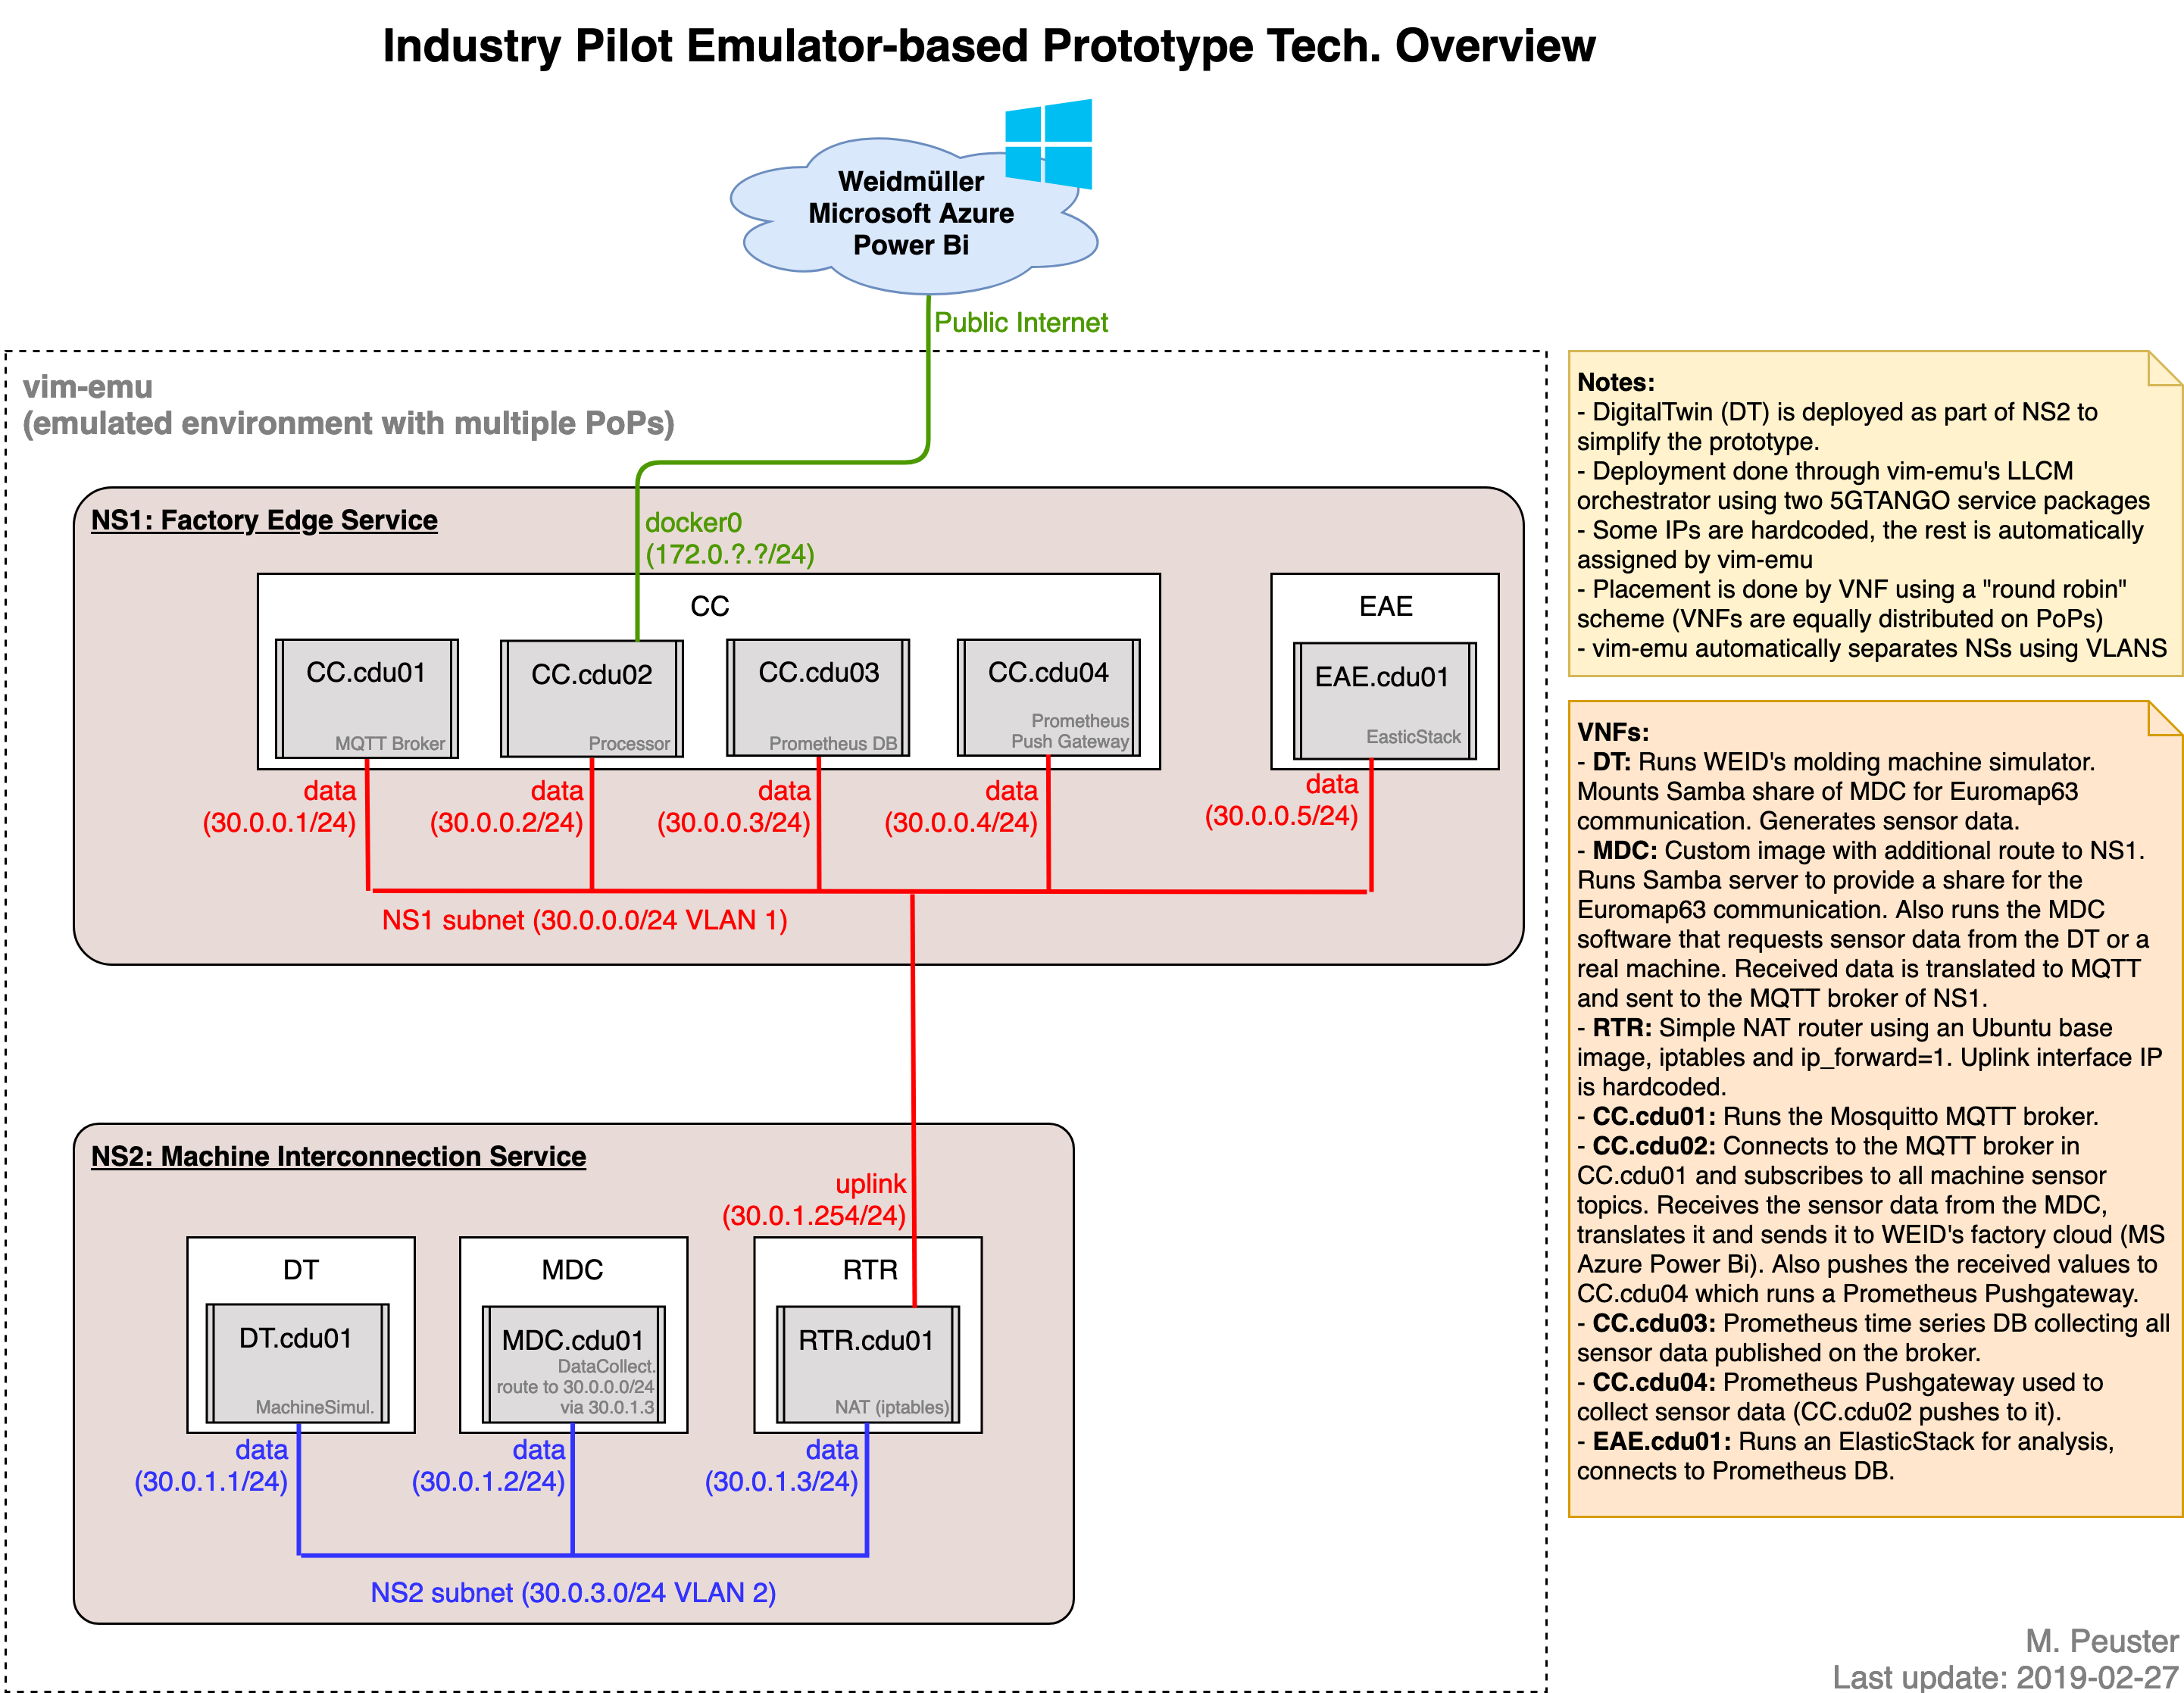 Industry Pilot Emulator-based Prototype Tech. Overview
Weidmüller
Microsoft Azure
Power Bi
Public Internet
vim-emu
(emulated environment with multiple PoPs)
NS1: Factory Edge Service
docker0
(172.0.?.?/24)
CC
EAE
CC.cdu01
MQTT Broker
CC.cdu02
Processor
CC.cdu03
Prometheus DB
CC.cdu04
Prometheus
Push Gateway
EAE.cdu01
EasticStack
data
(30.0.0.1/24)
data
(30.0.0.2/24)
data
(30.0.0.3/24)
data
(30.0.0.4/24)
data
(30.0.0.5/24)
NS1 subnet (30.0.0.0/24 VLAN 1)
NS2: Machine Interconnection Service
uplink
(30.0.1.254/24)
DT
MDC
RTR
DT.cdu01
MachineSimul.
MDC.cdu01
DataCollect.
route to 30.0.0.0/24
via 30.0.1.3
RTR.cdu01
NAT (iptables)
data
(30.0.1.1/24)
data
(30.0.1.2/24)
data
(30.0.1.3/24)
NS2 subnet (30.0.3.0/24 VLAN 2)
Notes:
- DigitalTwin (DT) is deployed as part of NS2 to
simplify the prototype.
- Deployment done through vim-emu's LLCM
orchestrator using two 5GTANGO service packages
- Some IPs are hardcoded, the rest is automatically
assigned by vim-emu
- Placement is done by VNF using a "round robin"
scheme (VNFs are equally distributed on PoPs)
- vim-emu automatically separates NSs using VLANS
VNFs:
- DT: Runs WEID's molding machine simulator.
Mounts Samba share of MDC for Euromap63
communication. Generates sensor data.
- MDC: Custom image with additional route to NS1.
Runs Samba server to provide a share for the
Euromap63 communication. Also runs the MDC
software that requests sensor data from the DT or a
real machine. Received data is translated to MQTT
and sent to the MQTT broker of NS1.
- RTR: Simple NAT router using an Ubuntu base
image, iptables and ip_forward=1. Uplink interface IP
is hardcoded.
- CC.cdu01: Runs the Mosquitto MQTT broker.
- CC.cdu02: Connects to the MQTT broker in
CC.cdu01 and subscribes to all machine sensor
topics. Receives the sensor data from the MDC,
translates it and sends it to WEID's factory cloud (MS
Azure Power Bi). Also pushes the received values to
CC.cdu04 which runs a Prometheus Pushgateway.
- CC.cdu03: Prometheus time series DB collecting all
sensor data published on the broker.
- CC.cdu04: Prometheus Pushgateway used to
collect sensor data (CC.cdu02 pushes to it).
- EAE.cdu01: Runs an ElasticStack for analysis,
connects to Prometheus DB.
M. Peuster
Last update: 2019-02-27